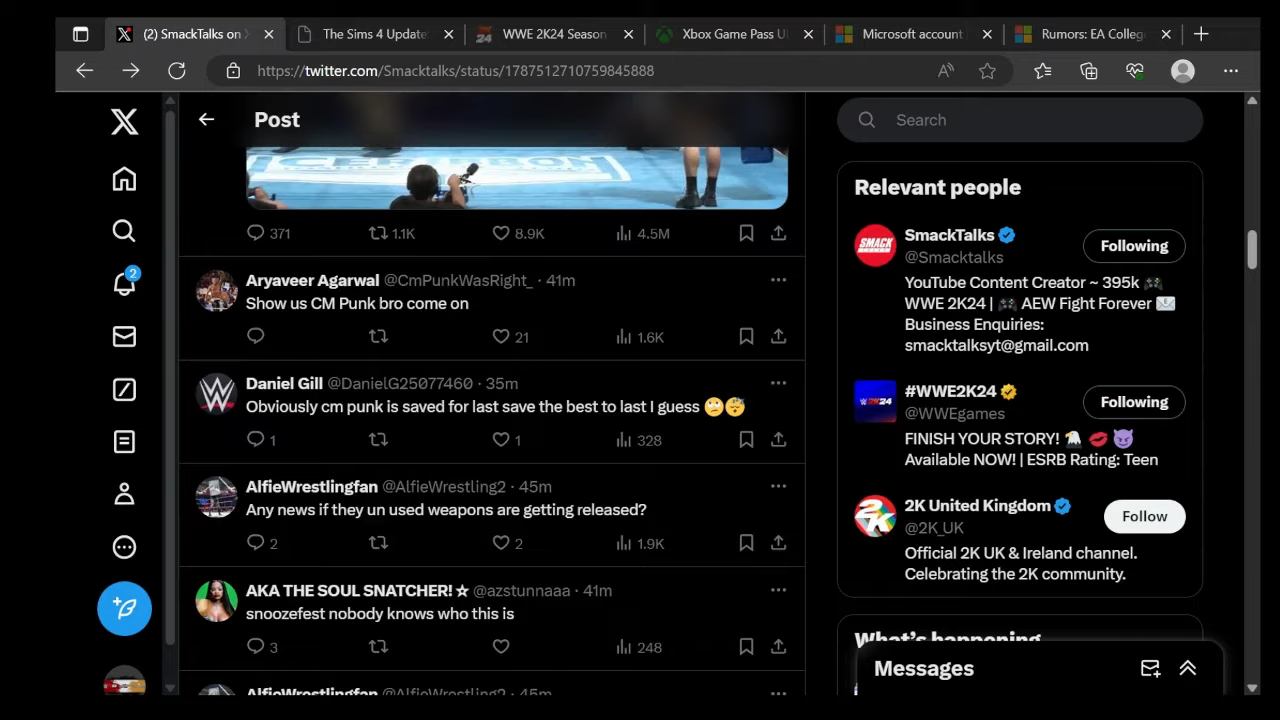 (2) SmackTalks on X
The Sims 4 Update
WWE 2K24 Season
Xbox Game Pass Ul
Microsoft account
Rumors: EA Colleg
https://twitter.com/Smacktalks/status/1787512710759845888
Post
Search
371
1.1K
8.9K
4.5M
Aryaveer Agarwal @CmPunkWasRight_ · 41m
Show us CM Punk bro come on
21
1.6K
Daniel Gill @DanielG25077460 · 35m
Obviously cm punk is saved for last save the best to last I guess 🙄😴
1
1
328
AlfieWrestlingfan @AlfieWrestling2 · 45m
Any news if they un used weapons are getting released?
2
2
1.9K
AKA THE SOUL SNATCHER!☆ @azstunnaaa · 41m
snoozefest nobody knows who this is
3
248
AlfieWrestlingfan @AlfieWrestling2 · 45m
2
Relevant people
SmackTalks
@Smacktalks
Following
YouTube Content Creator ~ 395k 🎮
WWE 2K24 | 🎮 AEW Fight Forever ✉️
Business Enquiries:
smacktalksyt@gmail.com
#WWE2K24
@WWEgames
Following
FINISH YOUR STORY! 🦅 💋 😈
Available NOW! | ESRB Rating: Teen
2K United Kingdom
@2K_UK
Follow
Official 2K UK & Ireland channel.
Celebrating the 2K community.
What's happening
Messages